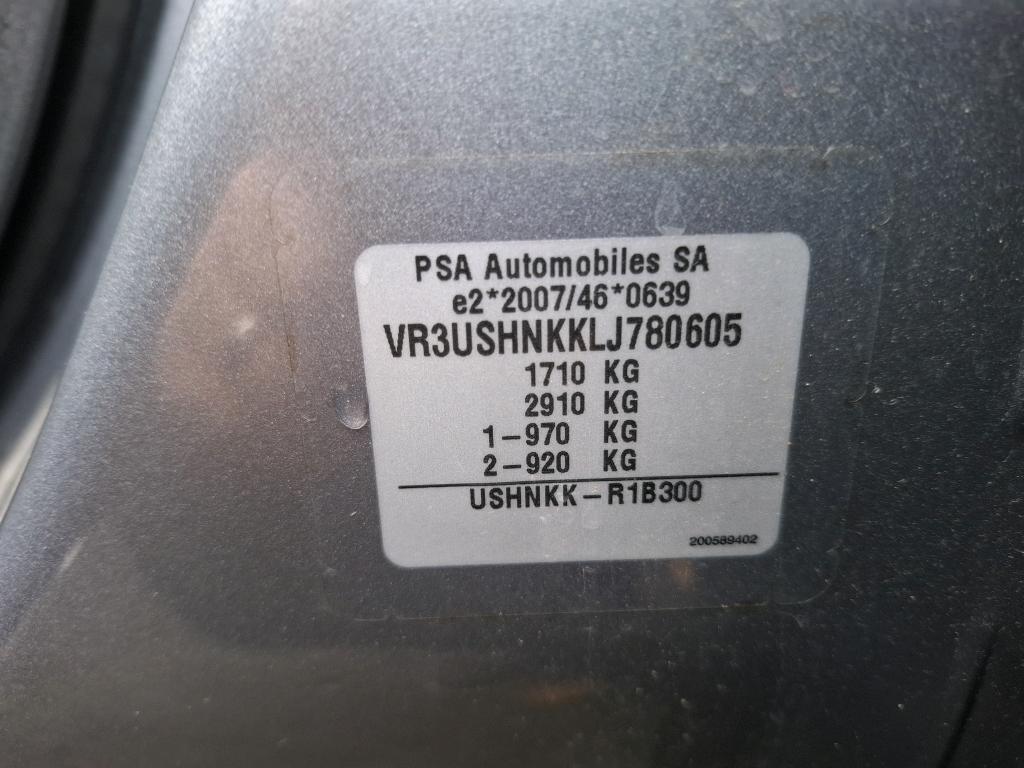 PSA Automobiles SA
e2*2007/46*0639
VR3USHNKKLJ780605
1710 KG
2910 KG
1-970 KG
2-920 KG
USHNKK-R1B300
200589402